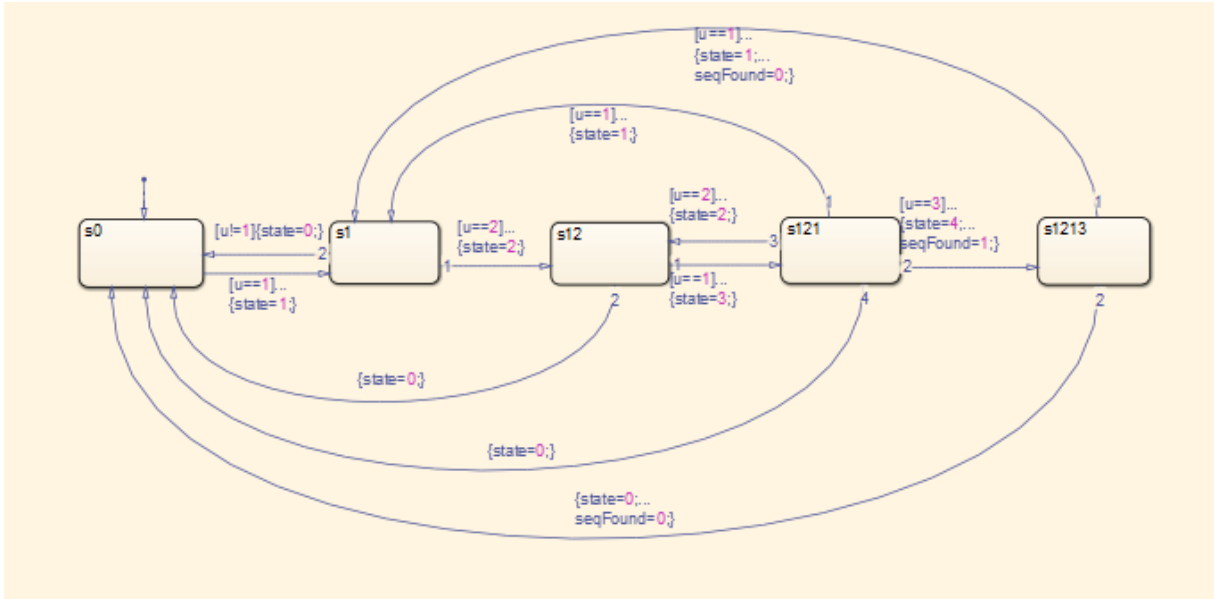 [u==1]...
{state=1;...
seqFound=0;}
[u==1]...
{state=1;}
s0
[u!=1]{state=0;}
2
[u==1]...
{state=1;}
s1
1
[u==2]...
{state=2;}
s12
1
2
[u==2]...
{state=2;}
[u==1]...
{state=3;}
s121
1
3
2
4
[u==3]...
{state=4;...
seqFound=1;}
s1213
1
2
{state=0;}
{state=0;}
{state=0;...
seqFound=0;}